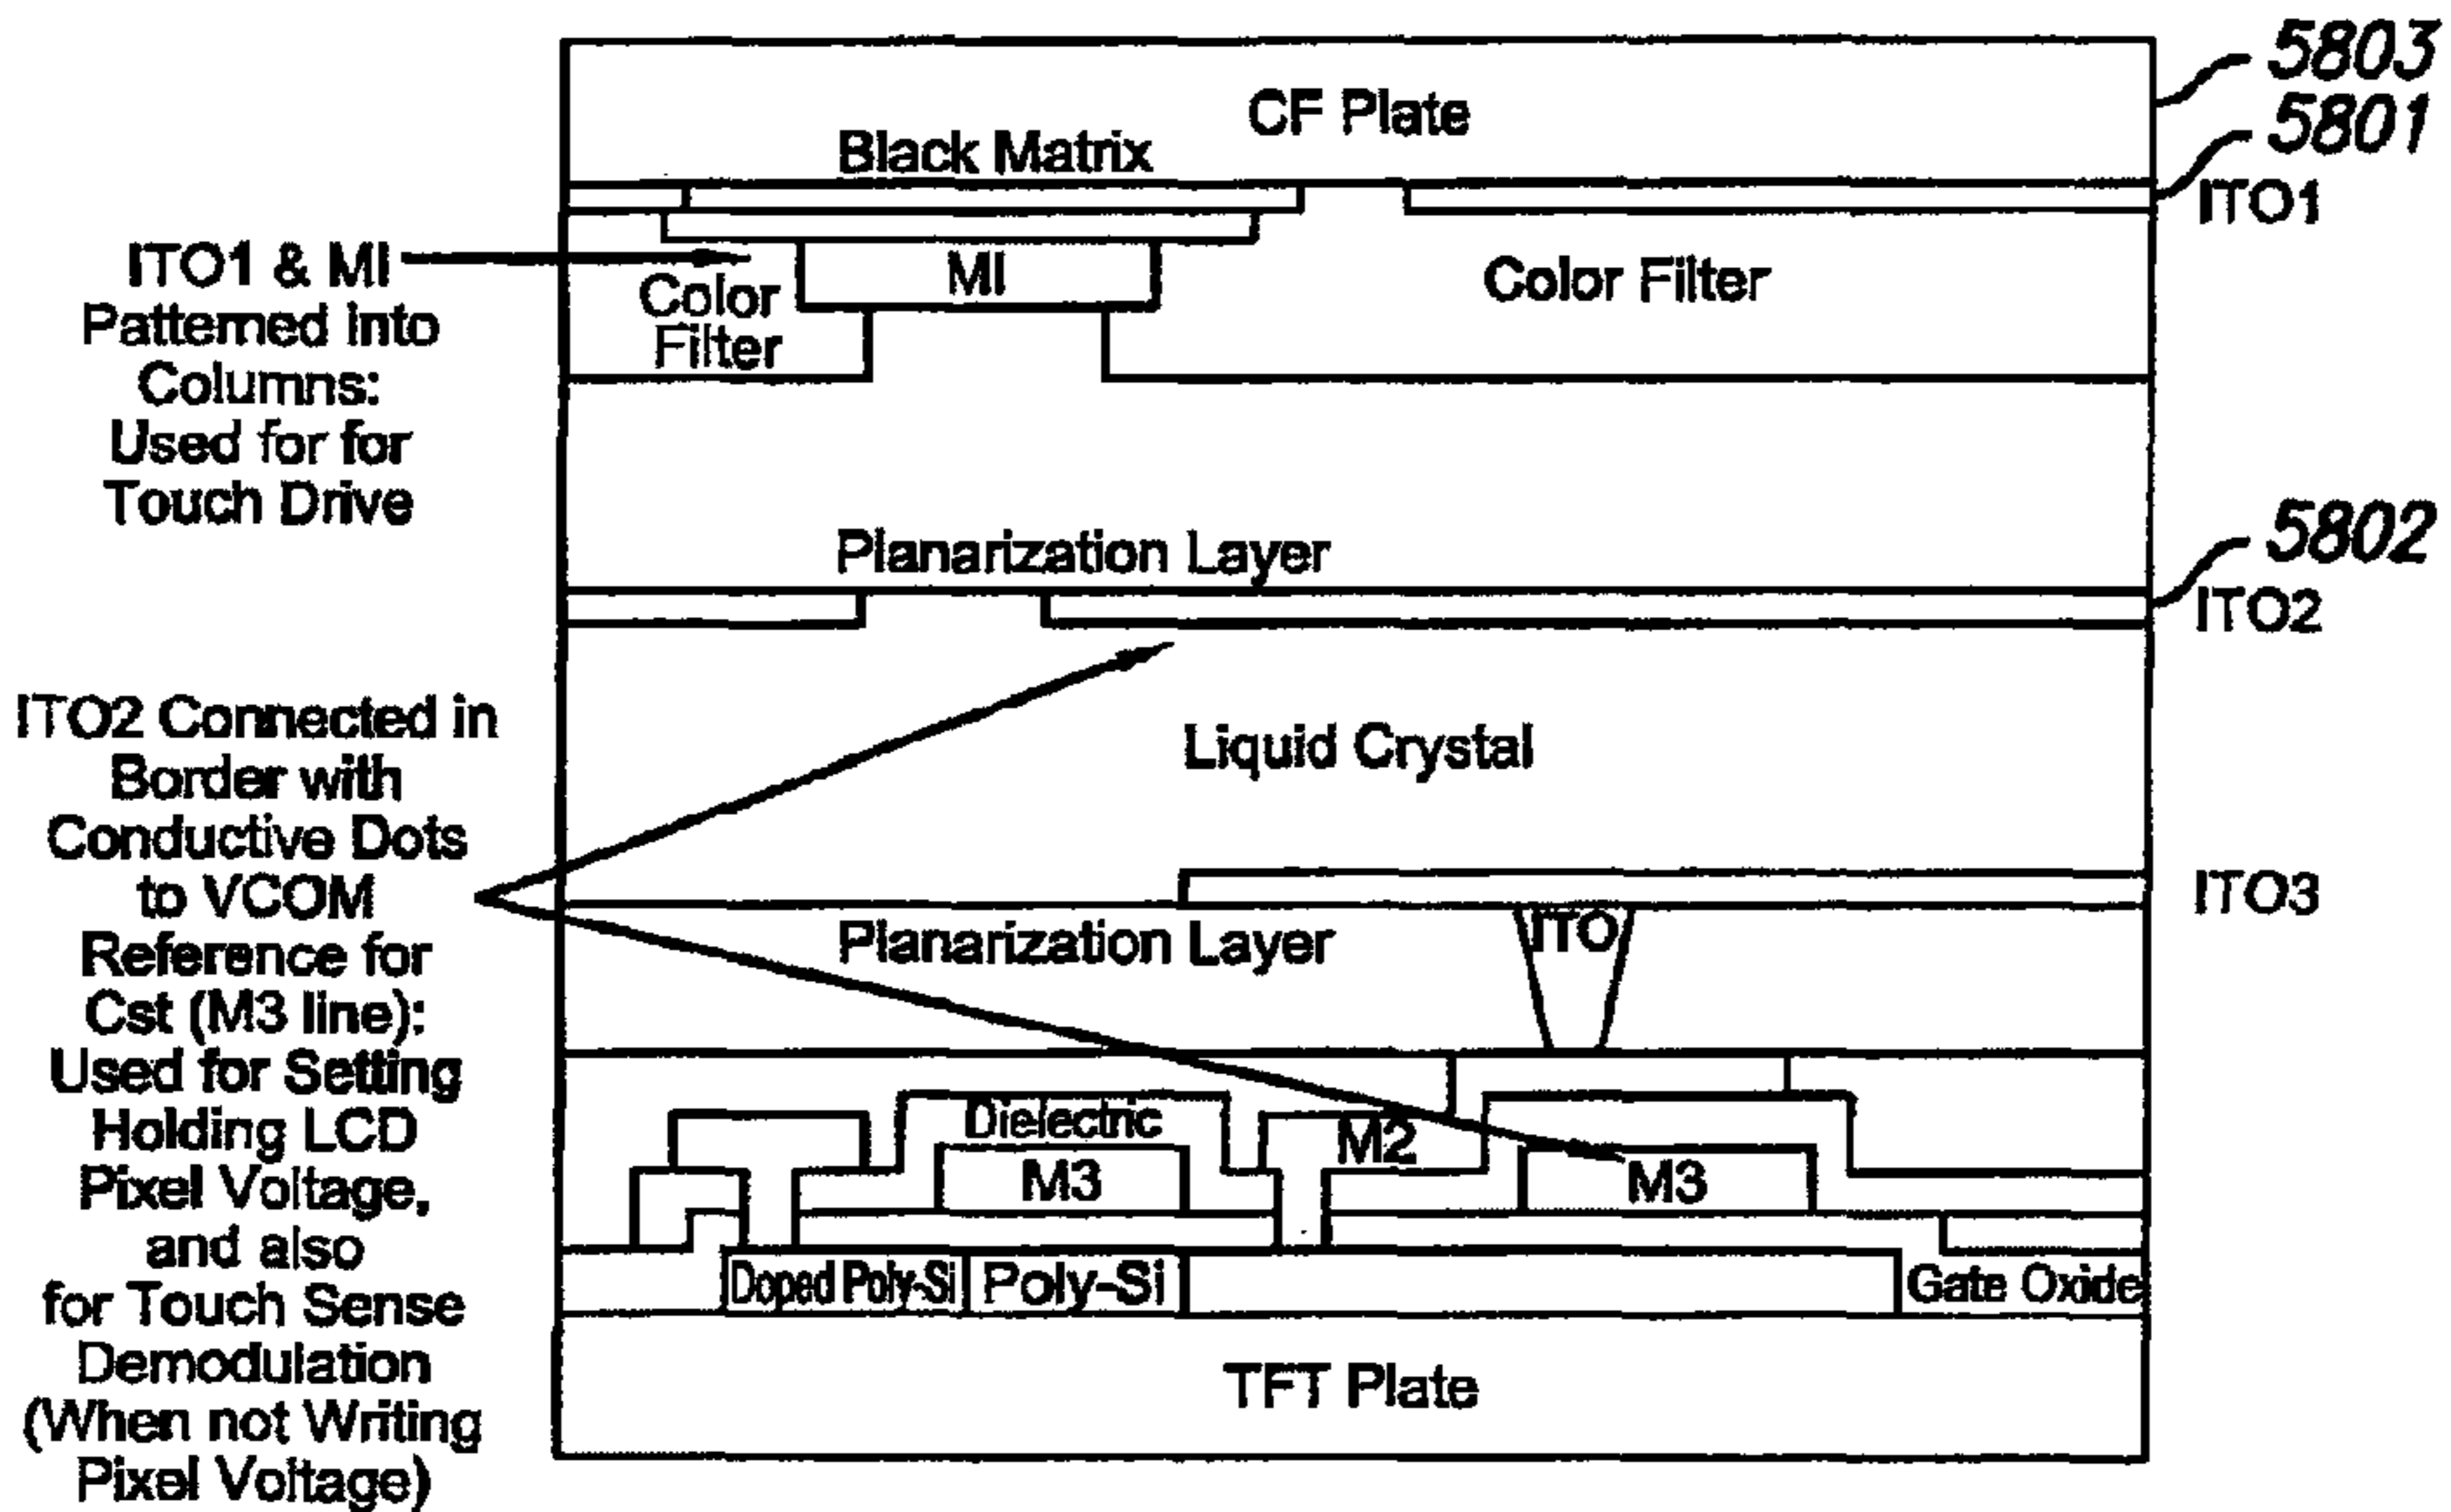 5803
CF Plate
5801
Black Matrix
ITO1
ITO1 & MI
Patterned into
Columns:
Used for for
Touch Drive
MI
Color
Filter
Color Filter
Planarization Layer
5802
ITO2
ITO2 Connected in
Border with
Conductive Dots
to VCOM
Reference for
Cst (M3 line):
Used for Setting
Holding LCD
Pixel Voltage,
and also
for Touch Sense
Demodulation
(When not Writing
Pixel Voltage)
Liquid Crystal
ITO3
Planarization Layer
ITO
Dielectric
M2
M3
M3
Doped Poly-Si
Poly-Si
Gate Oxide
TFT Plate